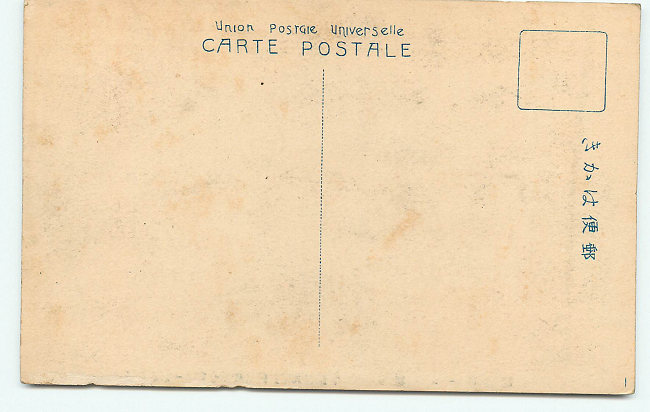 Union Postale Universelle
CARTE POSTALE
きかは便郵